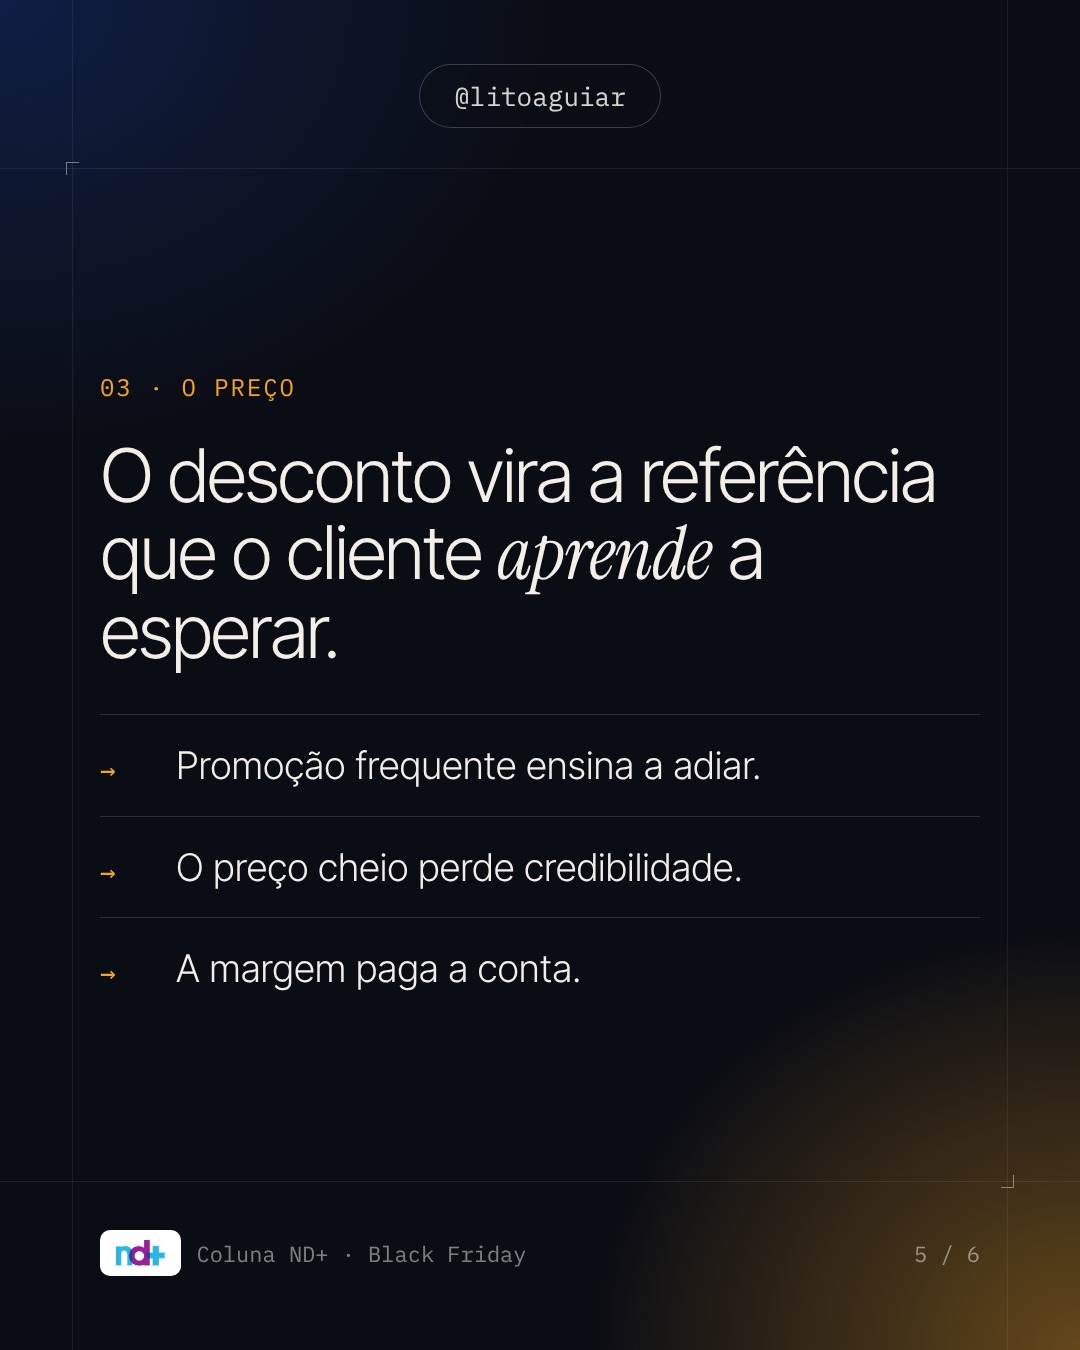 @litoaguiar
03 · O PREÇO
O desconto vira a referência
que o cliente aprende a
esperar.
→ Promoção frequente ensina a adiar.
→ O preço cheio perde credibilidade.
→ A margem paga a conta.
nd+ Coluna ND+ · Black Friday
5 / 6